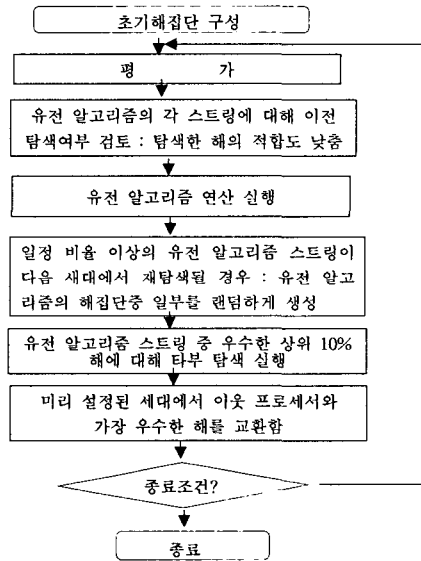 초기해집단 구성
평 가
유전 알고리즘의 각 스트링에 대해 이전
탐색여부 검토 : 탐색한 해의 적합도 낮춤
유전 알고리즘 연산 실행
일정 비율 이상의 유전 알고리즘 스트링이
다음 새대에서 재탐색될 경우 : 유전 알고
리즘의 해집단중 일부를 랜덤하게 생성
유전 알고리즘 스트링 중 우수한 상위 10%
해에 대해 타부 탐색 실행
미리 설정된 세대에서 이웃 프로세서와
가장 우수한 해를 교환함
종료조건?
종료